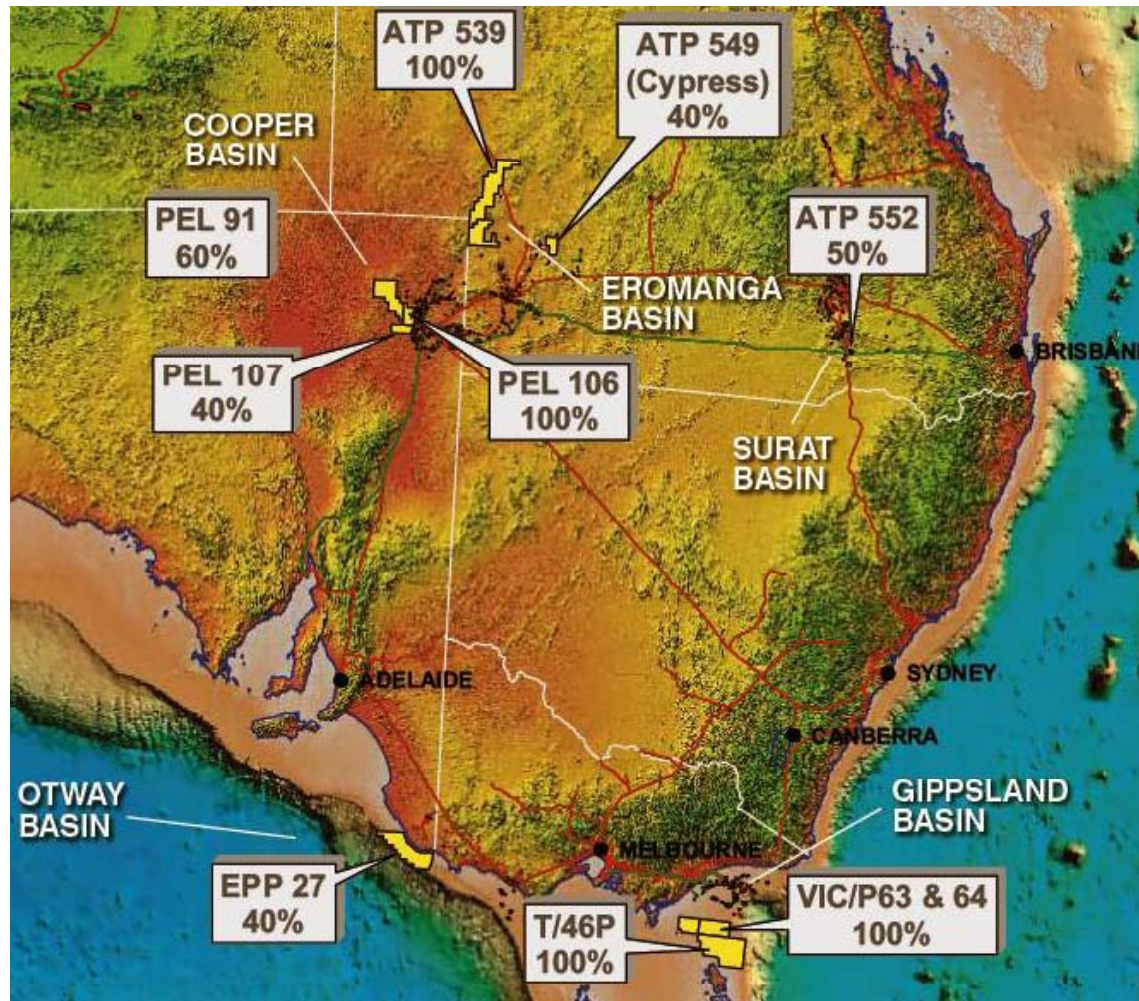 ATP 539
100%
ATP 549
(Cypress)
40%
COOPER
BASIN
PEL 91
60%
ATP 552
50%
EROMANGA
BASIN
BRISBAN
PEL 107
40%
PEL 106
100%
SURAT
BASIN
ADELAIDE
SYDNEY
CANBERRA
OTWAY
BASIN
GIPPSLAND
BASIN
MELBOURNE
EPP 27
40%
T/46P
100%
VIC/P63 & 64
100%